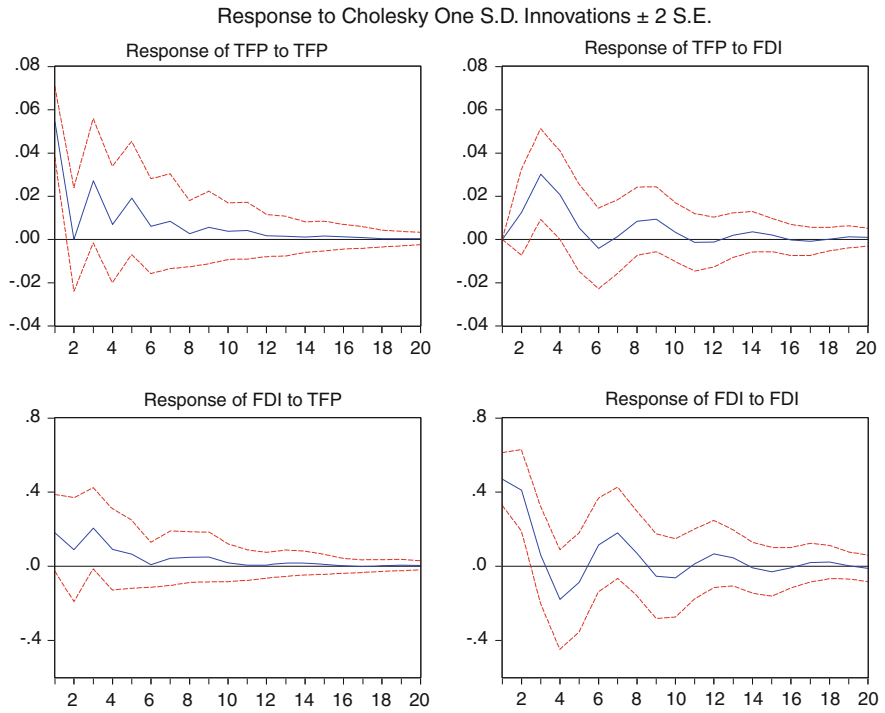 Response to Cholesky One S.D. Innovations ± 2 S.E.
Response of TFP to TFP
.08
.06
.04
.02
.00
-.02
-.04
2 4 6 8 10 12 14 16 18 20
Response of TFP to FDI
.08
.06
.04
.02
.00
-.02
-.04
2 4 6 8 10 12 14 16 18 20
Response of FDI to TFP
.8
.4
.0
-.4
2 4 6 8 10 12 14 16 18 20
Response of FDI to FDI
.8
.4
.0
-.4
2 4 6 8 10 12 14 16 18 20